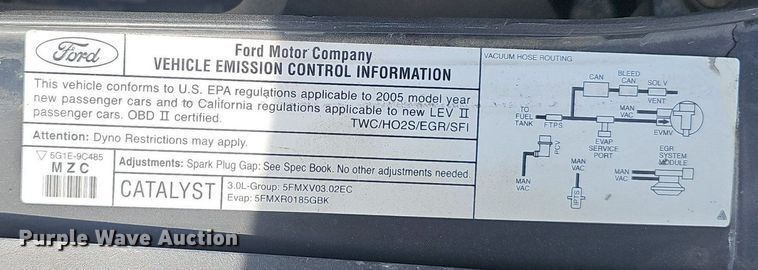 Ford
Ford Motor Company
VEHICLE EMISSION CONTROL INFORMATION
This vehicle conforms to U.S. EPA regulations applicable to 2005 model year
new passenger cars and to California regulations applicable to new LEV II
passenger cars. OBD II certified.
TWC/HO2S/EGR/SFI
Attention: Dyno Restrictions may apply.
▽ 5G1E-9C485
MZC
Adjustments: Spark Plug Gap: See Spec Book. No other adjustments needed.
CATALYST
3.0L-Group: 5FMXV03.02EC
Evap: 5FMXR0185GBK
VACUUM HOSE ROUTING
CAN
BLEED
CAN
SOL V
VENT
TO
FUEL
TANK
FTPS
MAN
VAC
EVMV
EVAP
SERVICE
PORT
PCV
EGR
SYSTEM
MODULE
MAN
VAC
MAN
VAC
IPTS
MAN
VAC
Purple Wave Auction